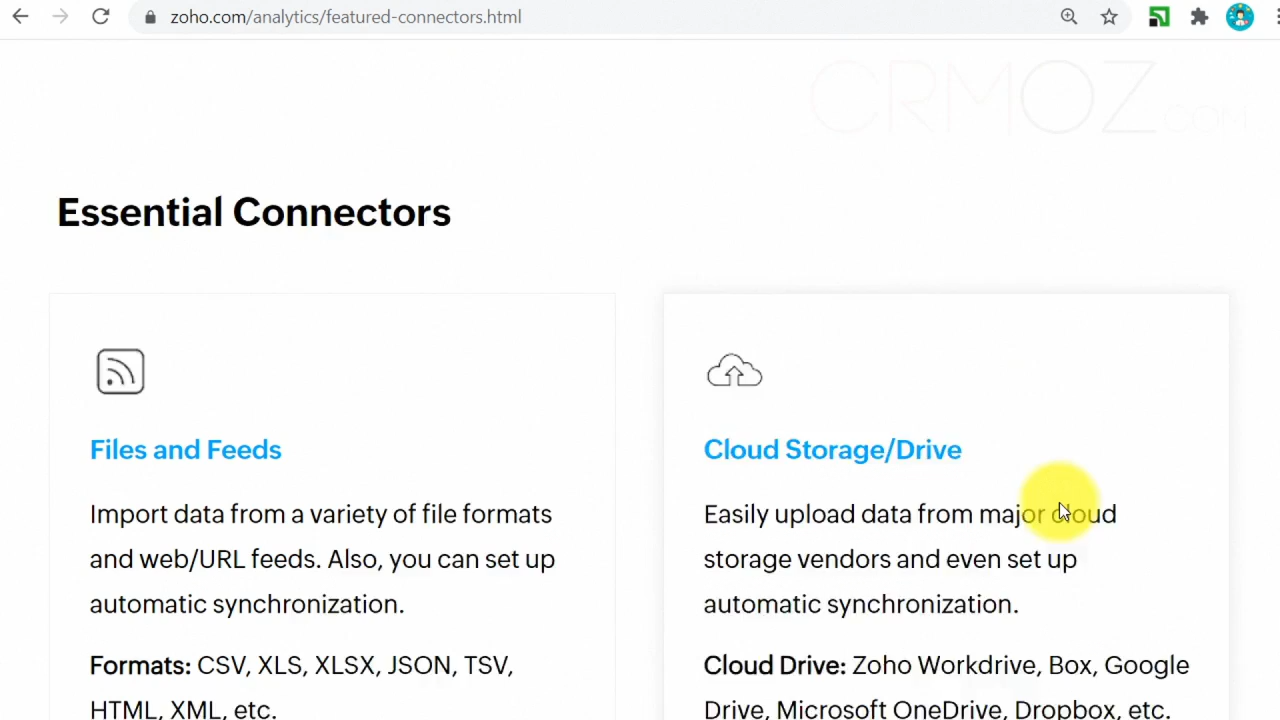 zoho.com/analytics/featured-connectors.html
CRMOZ.COM
Essential Connectors
Files and Feeds
Import data from a variety of file formats
and web/URL feeds. Also, you can set up
automatic synchronization.
Formats: CSV, XLS, XLSX, JSON, TSV,
HTML, XML, etc.
Cloud Storage/Drive
Easily upload data from major cloud
storage vendors and even set up
automatic synchronization.
Cloud Drive: Zoho Workdrive, Box, Google
Drive, Microsoft OneDrive, Dropbox, etc.